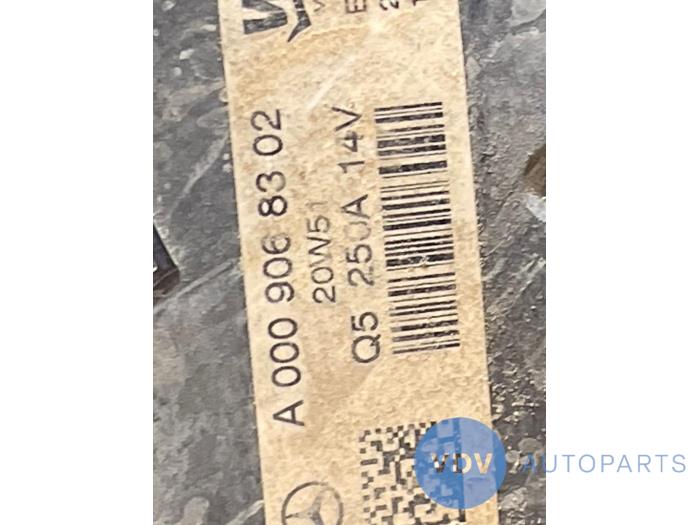 A 000 906 83 02
20W51
Q5 250A 14V
VDV AUTOPARTS